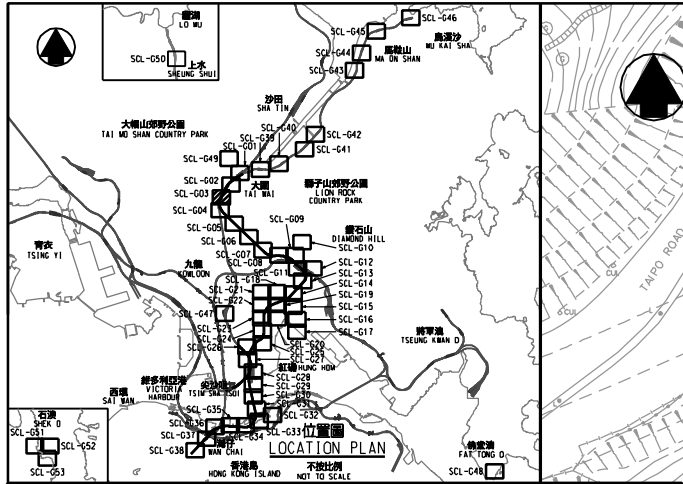 羅湖
LO WU
SCL-G50
上水
SHEUNG SHUI
SCL-G46
SCL-G45
烏溪沙
WU KAI SHA
SCL-G44
馬鞍山
MA ON SHAN
SCL-G43
沙田
SHA TIN
大帽山郊野公園
TAI MO SHAN COUNTRY PARK
SCL-G40
SCL-G39
SCL-G42
SCL-G01
SCL-G41
SCL-G49
SCL-G02
大圍
TAI WAI
SCL-G03
獅子山郊野公園
LION ROCK
COUNTRY PARK
SCL-G04
SCL-G05
SCL-G09
鑽石山
DIAMOND HILL
SCL-G06
SCL-G10
SCL-G07
SCL-G08
SCL-G11
SCL-G12
SCL-G13
SCL-G14
青衣
TSING YI
九龍
KOWLOON
SCL-G18
SCL-G21
SCL-G19
SCL-G22
SCL-G15
SCL-G47
SCL-G16
SCL-G23
SCL-G17
SCL-G24
SCL-G20
SCL-G26
SCL-G27
將軍澳
TSEUNG KWAN O
紅磡
HUNG HOM
SCL-G28
SCL-G29
SCL-G30
SCL-G31
西環
SAI WAN
維多利亞港
VICTORIA
HARBOUR
尖沙咀
TSIM SHA TSUI
SCL-G35
SCL-G32
SCL-G36
SCL-G33
SCL-G34
SCL-G37
灣仔
WAN CHAI
SCL-G38
位置圖
LOCATION PLAN
香港島
HONG KONG ISLAND
不按比例
NOT TO SCALE
石澳
SHEK O
SCL-G51
SCL-G52
SCL-G53
FAT TONG O
SCL-G48
TAIPO ROAD
CUL
CUL